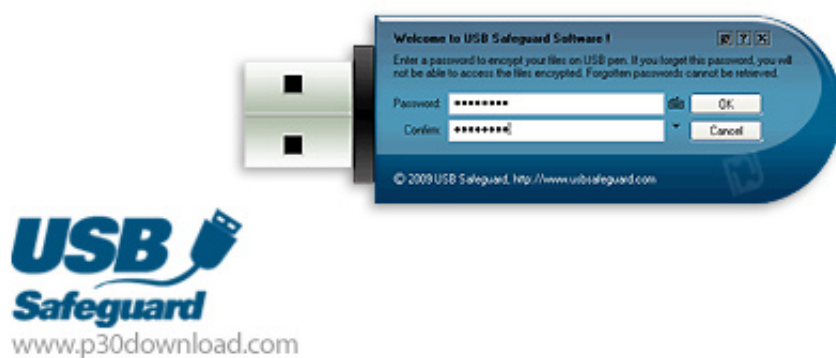 Welcome to USB Safeguard Software !
Enter a password to encrypt your files on USB pen. If you forget this password, you will
not be able to access the files encrypted. Forgotten passwords cannot be retrieved.
Password:
OK
Confirm:
Cancel
© 2009 USB Safeguard, http://www.usbsafeguard.com
USB
Safeguard
www.p30download.com